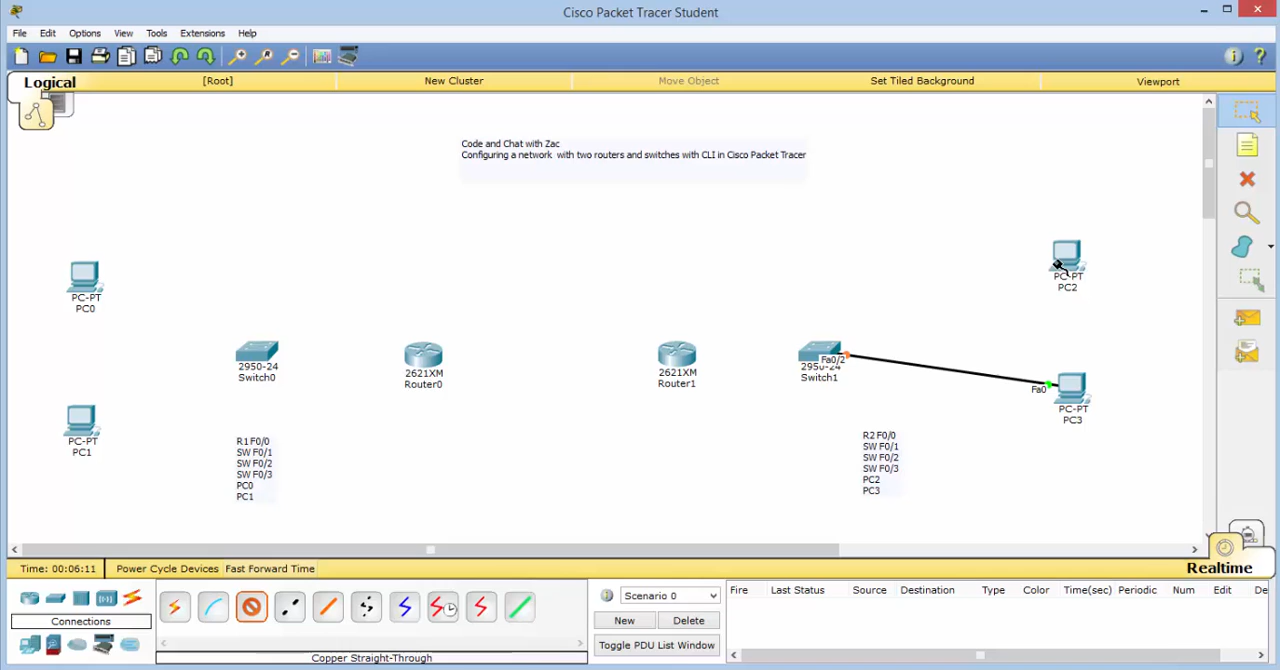 Cisco Packet Tracer Student
File Edit Options View Tools Extensions Help
Logical [Root] New Cluster Move Object Set Tiled Background Viewport
Code and Chat with Zac
Configuring a network with two routers and switches with CLI in Cisco Packet Tracer
PC-PT
PC0
PC-PT
PC2
2950-24
Switch0
2621XM
Router0
2621XM
Router1
Fa0/2
2950-24
Switch1
Fa0
PC-PT
PC3
PC-PT
PC1
R1 F0/0
SW F0/1
SW F0/2
SW F0/3
PC0
PC1
R2 F0/0
SW F0/1
SW F0/2
SW F0/3
PC2
PC3
Realtime
Time: 00:06:11 Power Cycle Devices Fast Forward Time
Connections
Copper Straight-Through
Scenario 0
New Delete
Toggle PDU List Window
Fire Last Status Source Destination Type Color Time(sec) Periodic Num Edit De